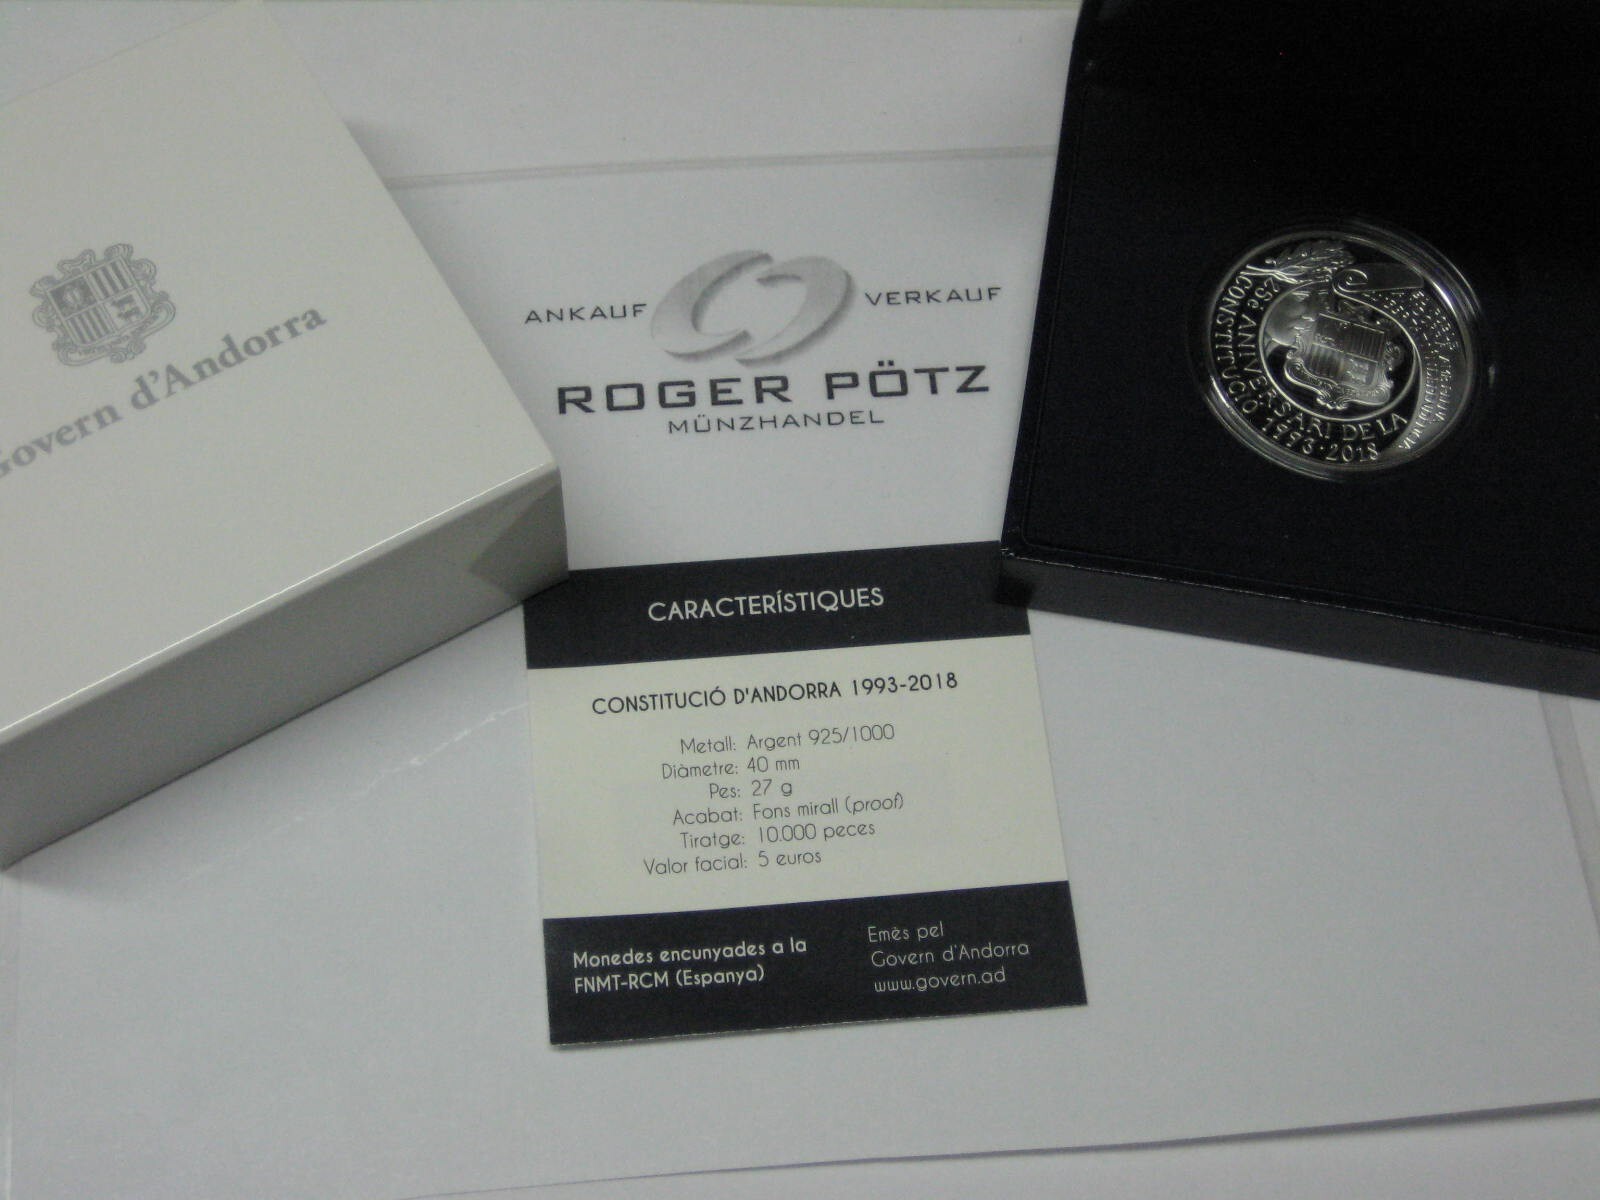 Govern d'Andorra
ANKAUF VERKAUF
ROGER PÖTZ
MÜNZHANDEL
CARACTERÍSTIQUES
CONSTITUCIÓ D'ANDORRA 1993-2018
Metall: Argent 925/1000
Diàmetre: 40 mm
Pes: 27 g
Acabat: Fons mirall (proof)
Tiratge: 10.000 peces
Valor facial: 5 euros
Monedes encunyades a la
FNMT-RCM (Espanya)
Emès pel
Govern d'Andorra
www.govern.ad
25è ANIVERSARI DE LA
CONSTITUCIÓ 1993·2018